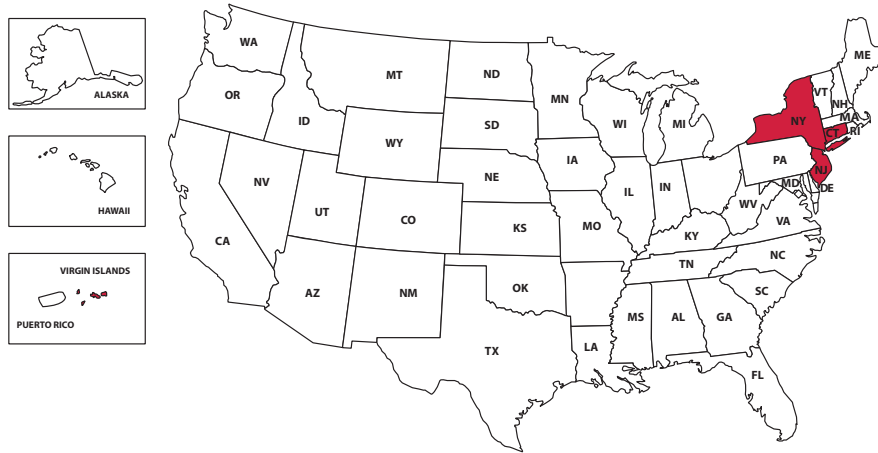 ALASKA
HAWAII
VIRGIN ISLANDS
PUERTO RICO
WA
OR
CA
NV
ID
MT
WY
UT
AZ
CO
NM
ND
SD
NE
KS
OK
TX
MN
IA
MO
LA
WI
IL
MI
IN
KY
TN
MS
AL
GA
FL
SC
NC
VA
WV
PA
MD
DE
NJ
NY
CT
RI
MA
VT
NH
ME